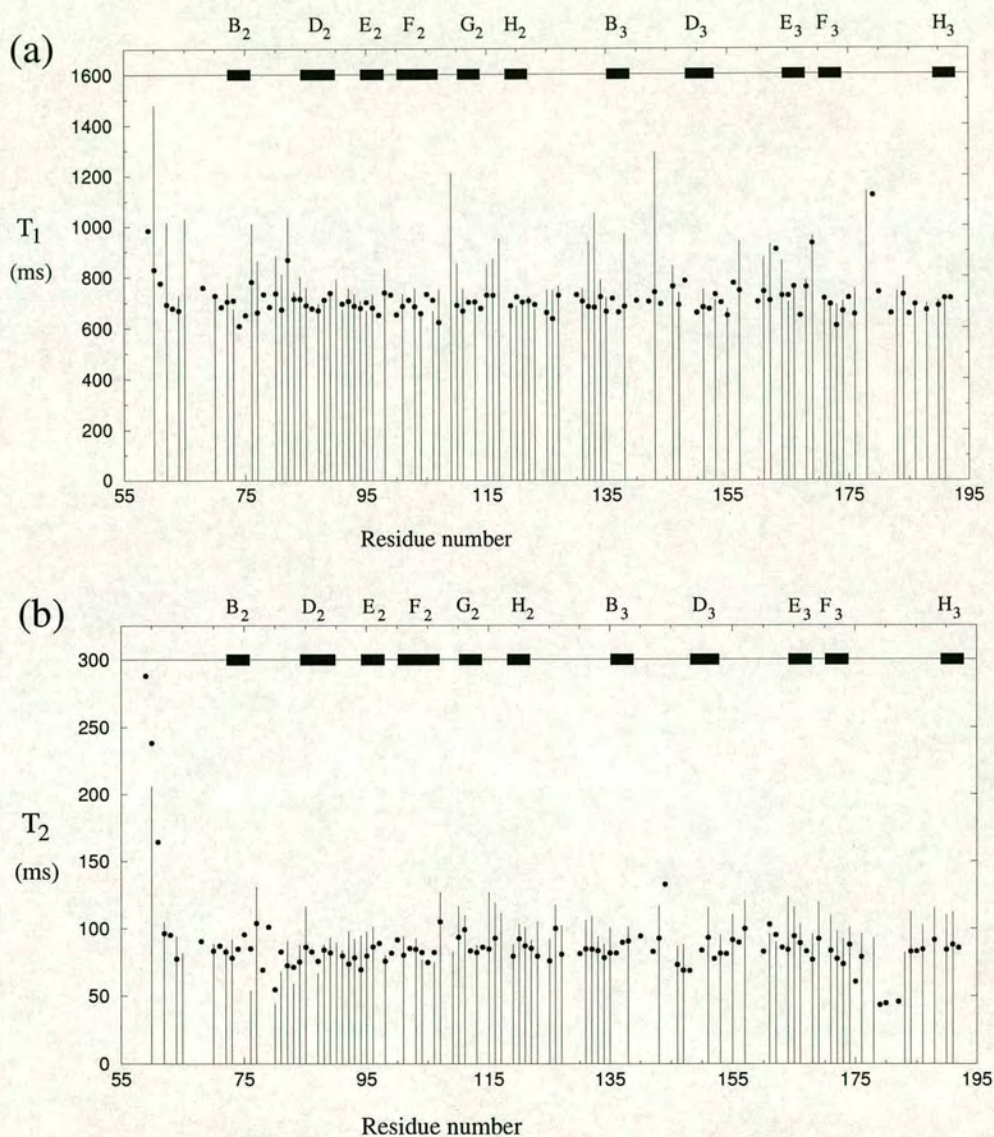 (a)
B2 D2 E2 F2 G2 H2 B3 D3 E3 F3 H3
1600
1400
1200
1000
800
600
400
200
0
T1
(ms)
55 75 95 115 135 155 175 195
Residue number
(b)
B2 D2 E2 F2 G2 H2 B3 D3 E3 F3 H3
300
250
200
150
100
50
0
T2
(ms)
55 75 95 115 135 155 175 195
Residue number